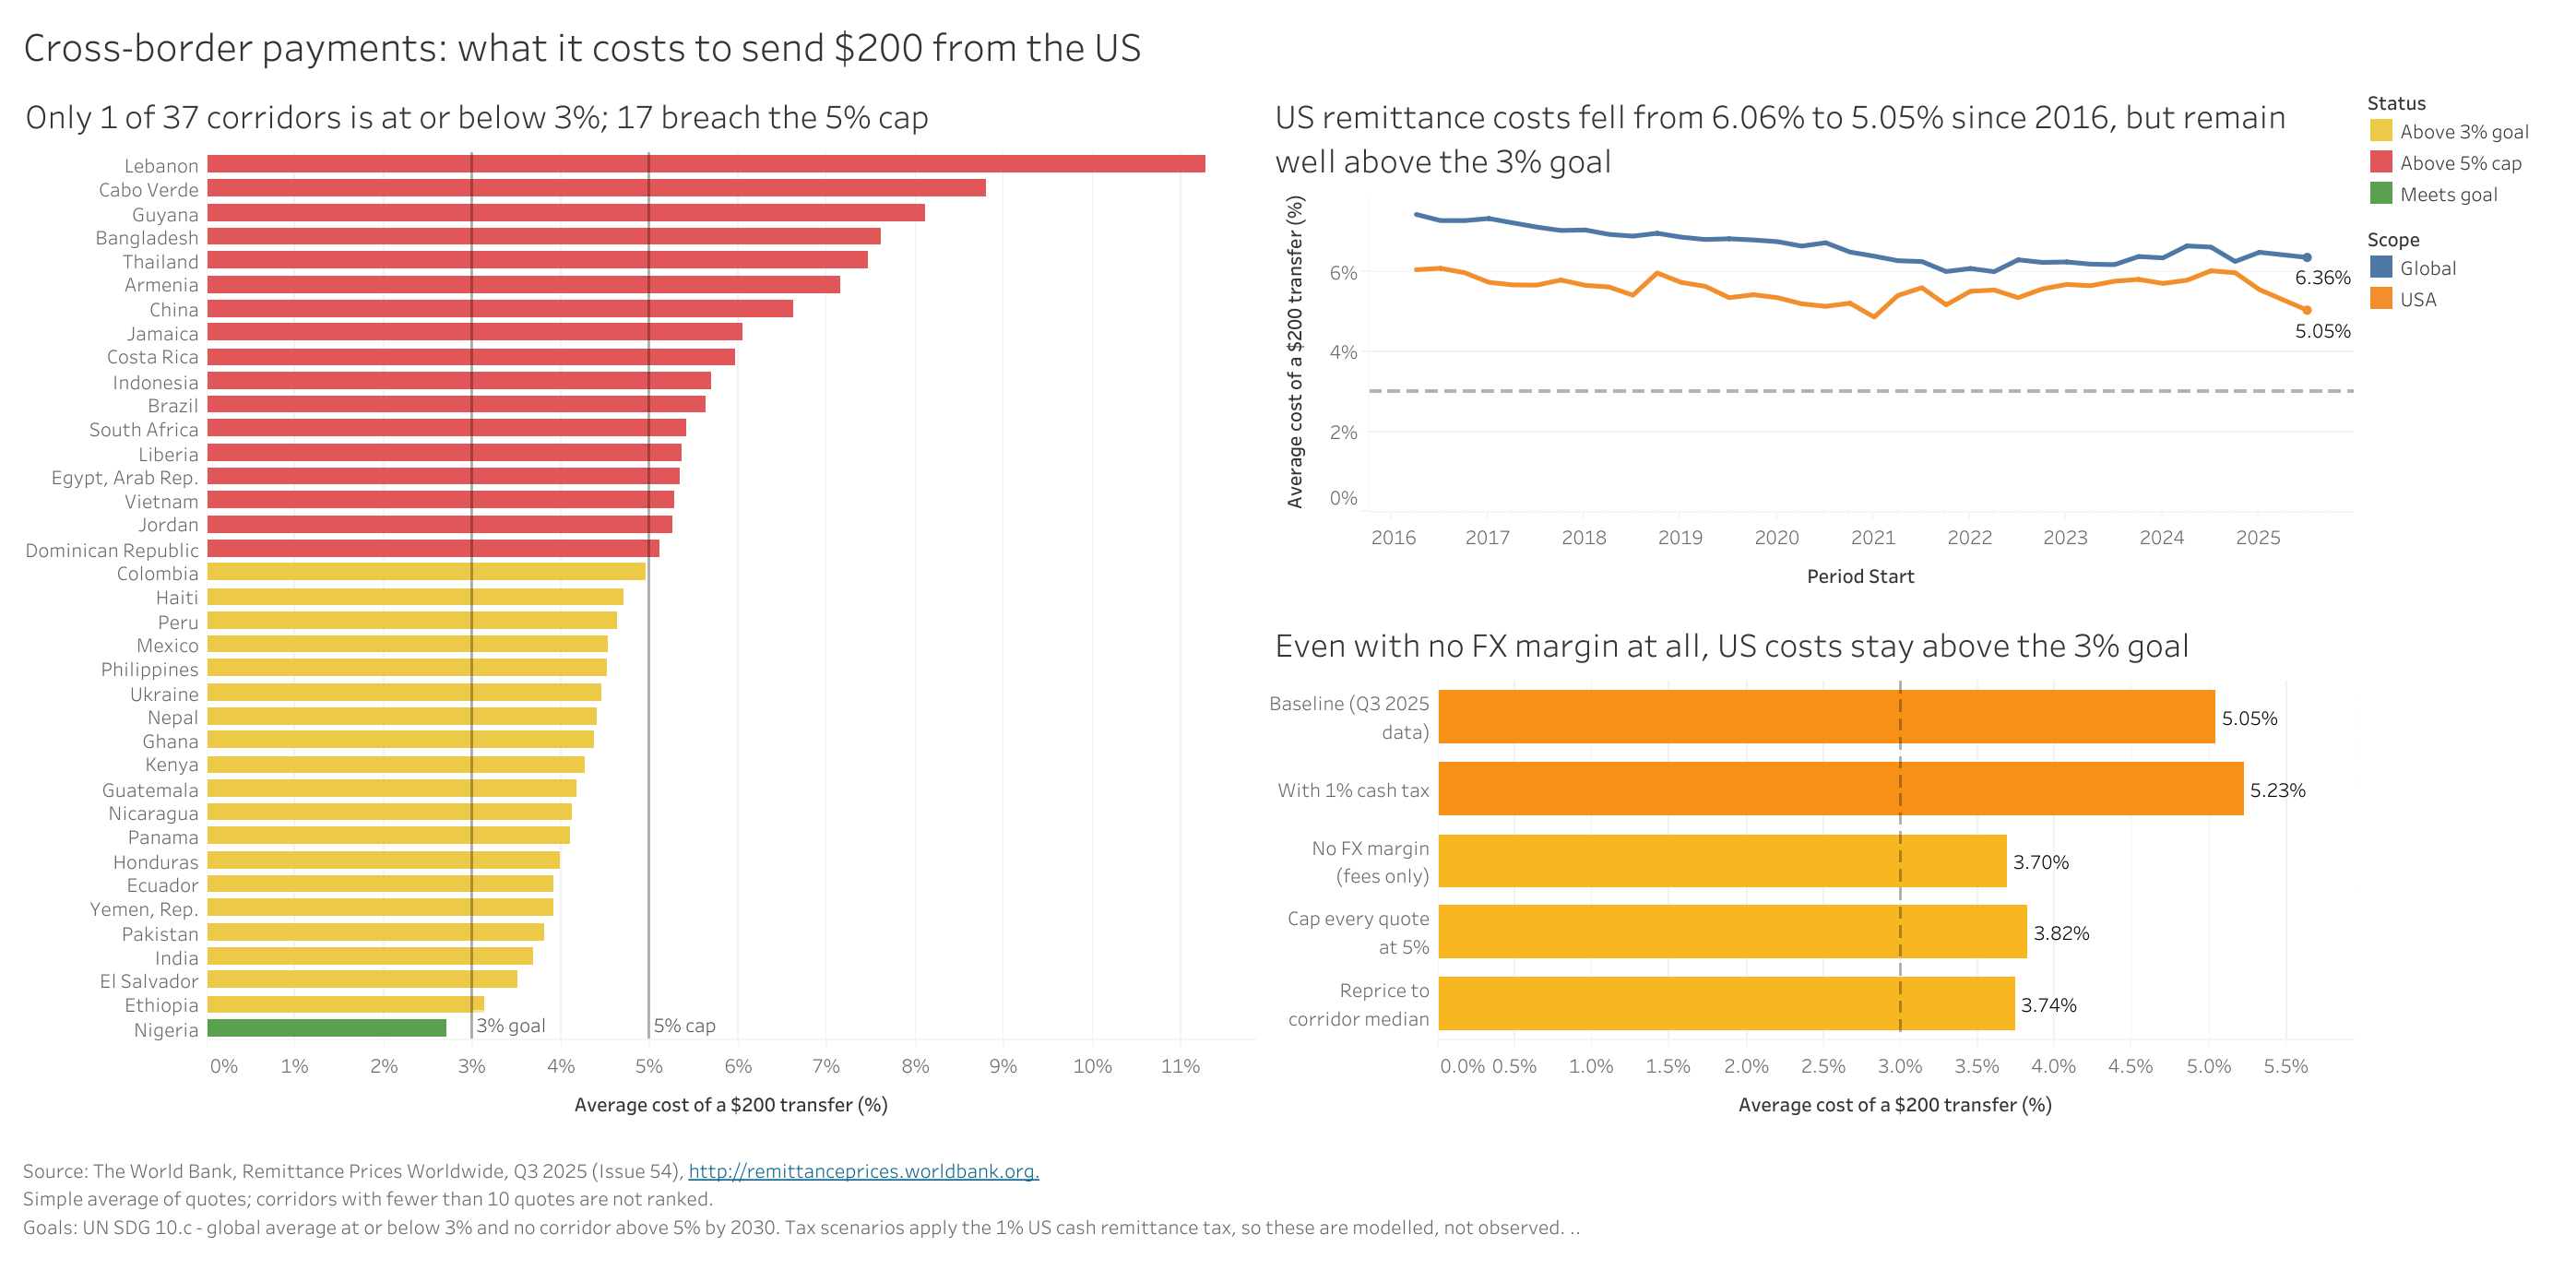 Cross-border payments: what it costs to send $200 from the US
Only 1 of 37 corridors is at or below 3%; 17 breach the 5% cap
Lebanon
Cabo Verde
Guyana
Bangladesh
Thailand
Armenia
China
Jamaica
Costa Rica
Indonesia
Brazil
South Africa
Liberia
Egypt, Arab Rep.
Vietnam
Jordan
Dominican Republic
Colombia
Haiti
Peru
Mexico
Philippines
Ukraine
Nepal
Ghana
Kenya
Guatemala
Nicaragua
Panama
Honduras
Ecuador
Yemen, Rep.
Pakistan
India
El Salvador
Ethiopia
Nigeria
3% goal
5% cap
0% 1% 2% 3% 4% 5% 6% 7% 8% 9% 10% 11%
Average cost of a $200 transfer (%)
US remittance costs fell from 6.06% to 5.05% since 2016, but remain
well above the 3% goal
Average cost of a $200 transfer (%)
6%
4%
2%
0%
6.36%
5.05%
2016 2017 2018 2019 2020 2021 2022 2023 2024 2025
Period Start
Status
Above 3% goal
Above 5% cap
Meets goal
Scope
Global
USA
Even with no FX margin at all, US costs stay above the 3% goal
Baseline (Q3 2025
data)
5.05%
With 1% cash tax
5.23%
No FX margin
(fees only)
3.70%
Cap every quote
at 5%
3.82%
Reprice to
corridor median
3.74%
0.0% 0.5% 1.0% 1.5% 2.0% 2.5% 3.0% 3.5% 4.0% 4.5% 5.0% 5.5%
Average cost of a $200 transfer (%)
Source: The World Bank, Remittance Prices Worldwide, Q3 2025 (Issue 54), http://remittanceprices.worldbank.org.
Simple average of quotes; corridors with fewer than 10 quotes are not ranked.
Goals: UN SDG 10.c - global average at or below 3% and no corridor above 5% by 2030. Tax scenarios apply the 1% US cash remittance tax, so these are modelled, not observed. ..